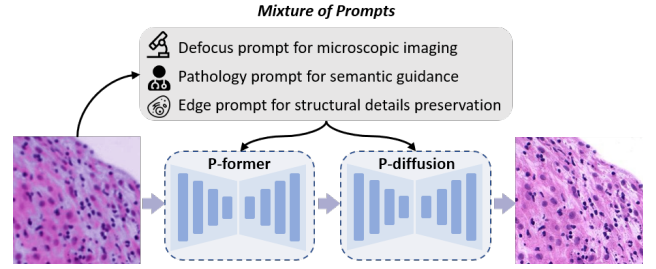 Mixture of Prompts
Defocus prompt for microscopic imaging
Pathology prompt for semantic guidance
Edge prompt for structural details preservation
P-former
P-diffusion